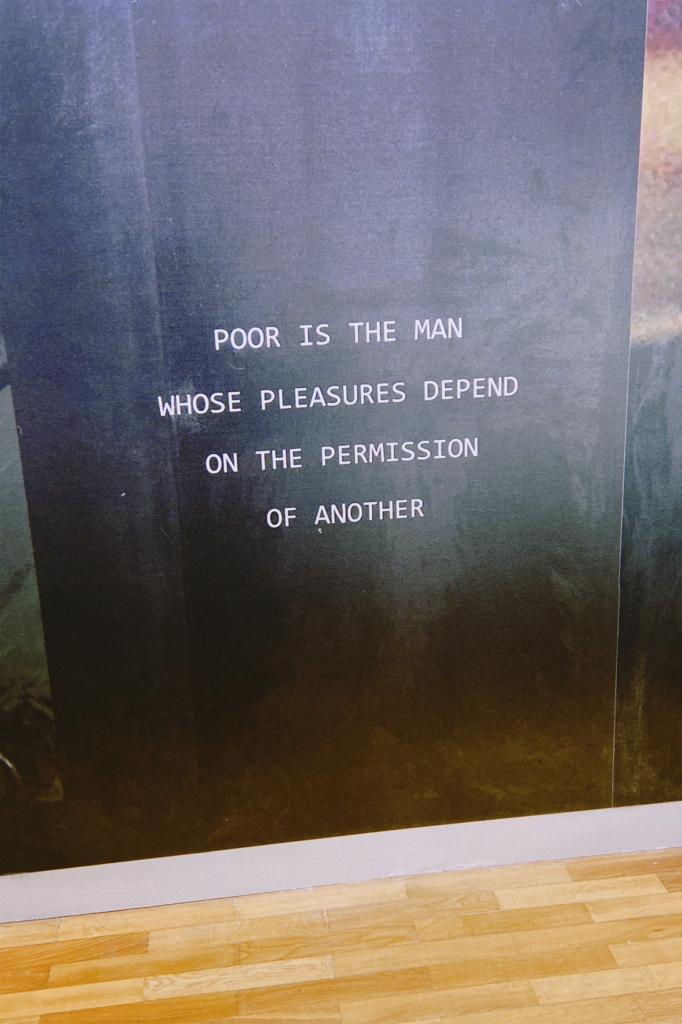 POOR IS THE MAN
WHOSE PLEASURES DEPEND
ON THE PERMISSION
OF ANOTHER